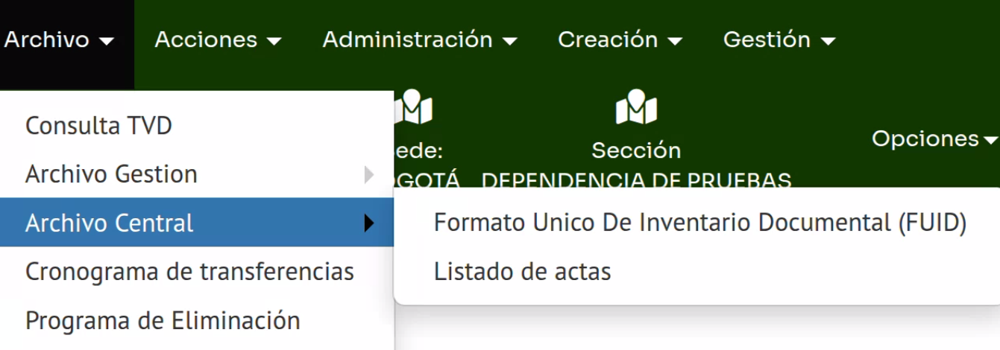 Archivo
Acciones
Administración
Creación
Gestión
Consulta TVD
Archivo Gestion
Archivo Central
Cronograma de transferencias
Programa de Eliminación
ede:
OGOTÁ
Sección
DEPENDENCIA DE PRUEBAS
Opciones
Formato Unico De Inventario Documental (FUID)
Listado de actas